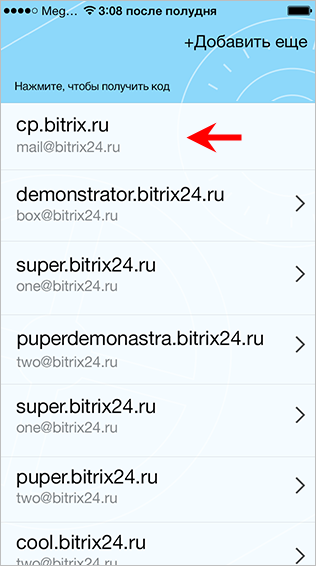 Meg... 3:08 после полудня
+Добавить еще
Нажмите, чтобы получить код
cp.bitrix.ru
mail@bitrix24.ru
demonstrator.bitrix24.ru
box@bitrix24.ru
super.bitrix24.ru
one@bitrix24.ru
puperdemonastra.bitrix24.ru
two@bitrix24.ru
super.bitrix24.ru
one@bitrix24.ru
puper.bitrix24.ru
two@bitrix24.ru
cool.bitrix24.ru
two@bitrix24.ru